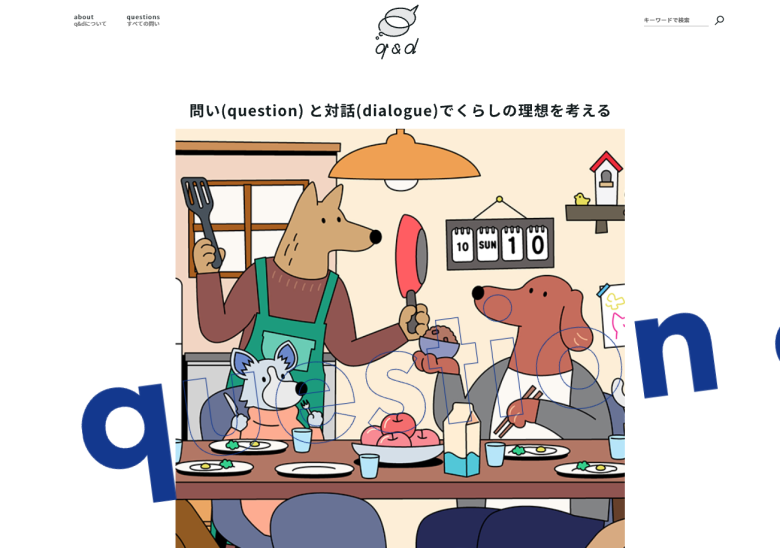 about
q&dについて
questions
すべての問い
q & d
キーワードで検索
問い(question) と対話(dialogue)でくらしの理想を考える
10 SUN 1 0
question